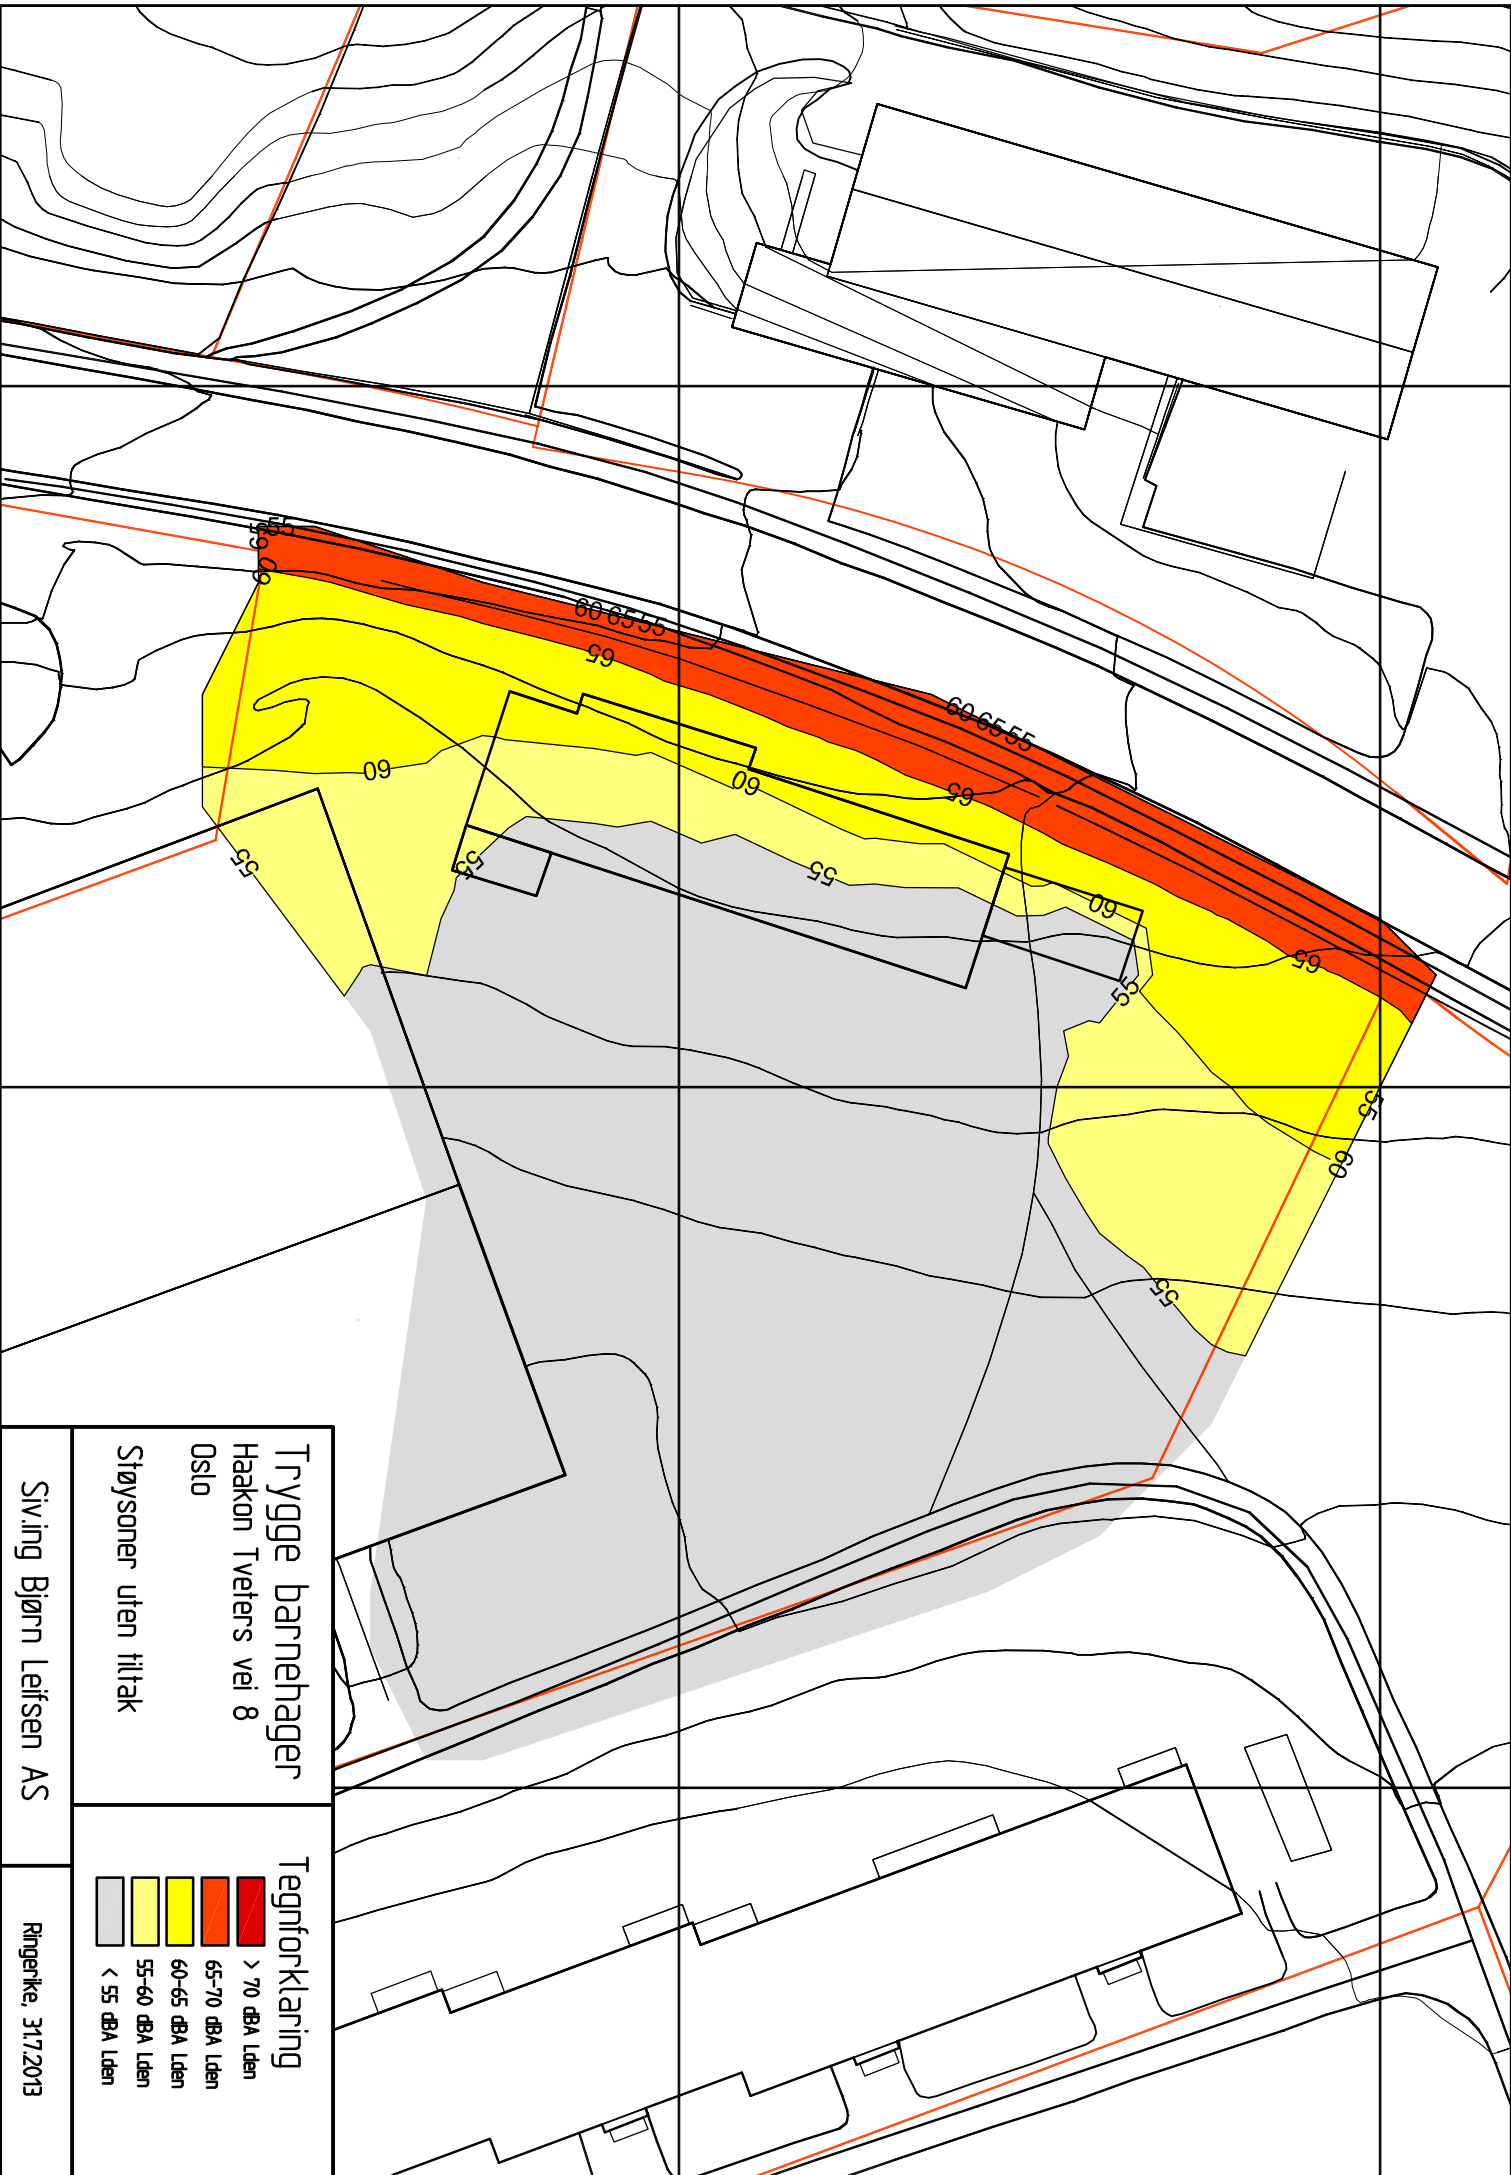 Trygge barnehager
Haakon Tveters vei 8
Oslo
Støysoner uten tiltak
Siv.ing Bjørn Leifsen AS
Ringerike, 31.7.2013
Tegnforklaring
> 70 dBA Lden
65-70 dBA Lden
60-65 dBA Lden
55-60 dBA Lden
< 55 dBA Lden
65
55
60
60 65 55
65
60 65 55
65
65
60
60
60
55
55
55
55
55
60
55